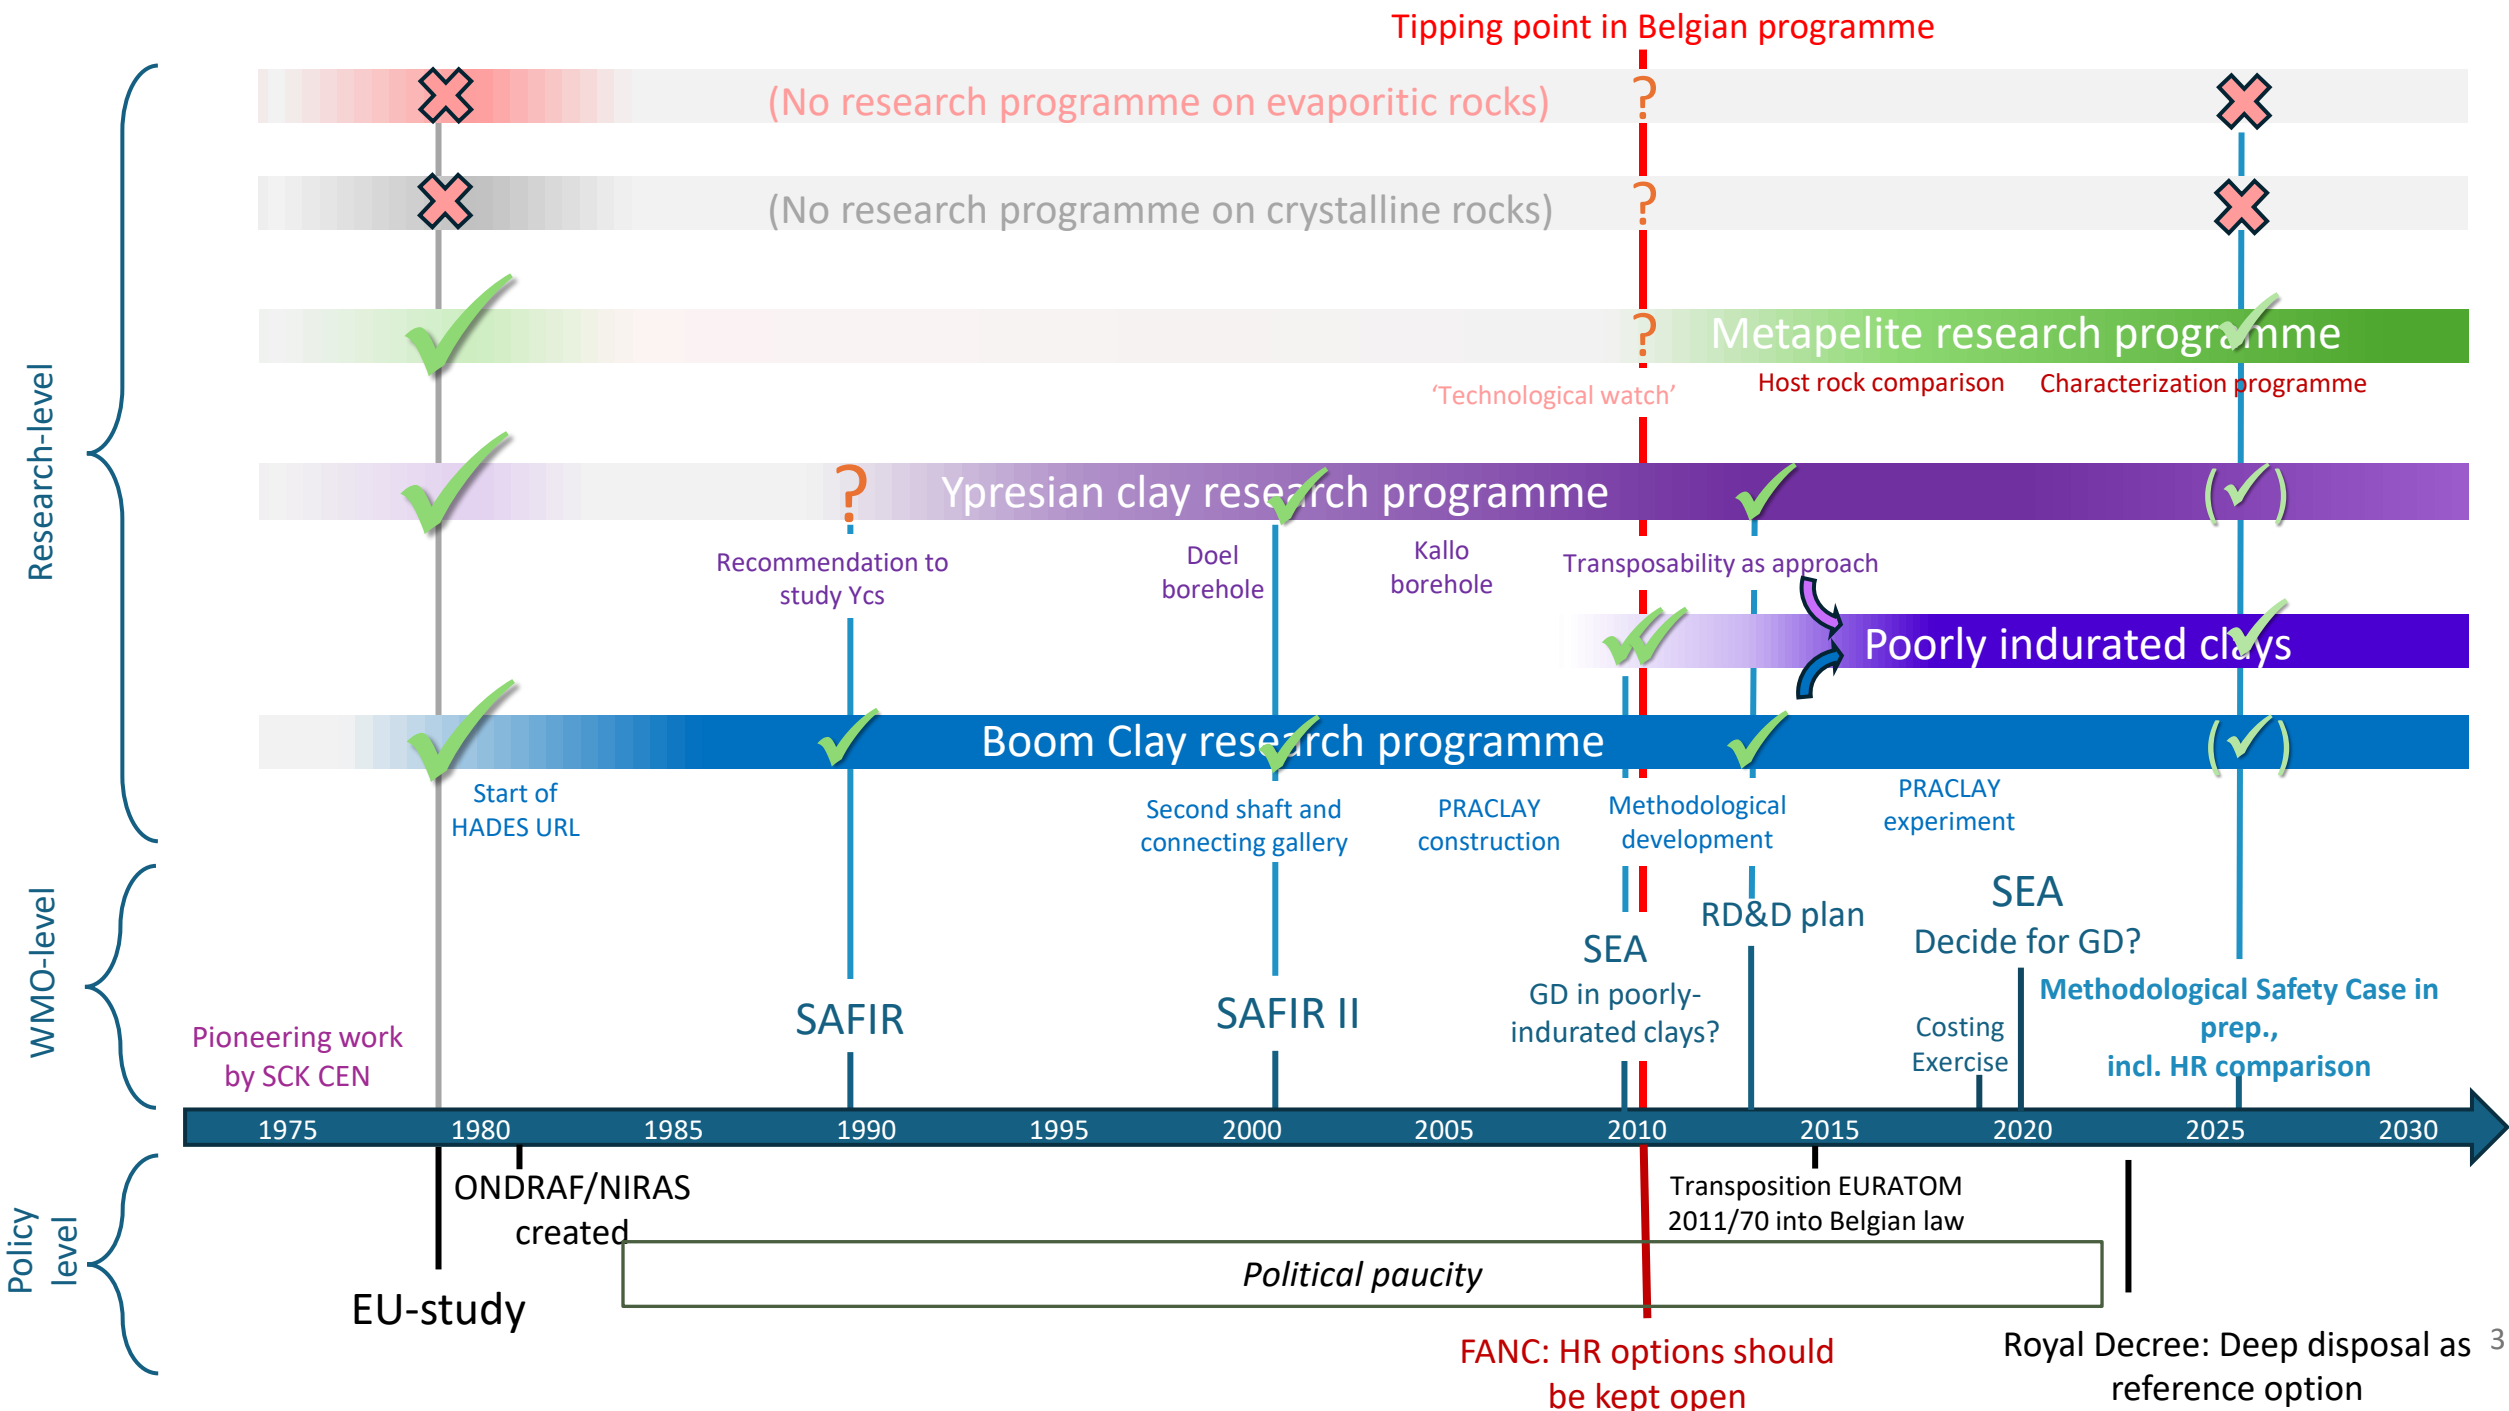 Tipping point in Belgian programme
(No research programme on evaporitic rocks)
?
(No research programme on crystalline rocks)
?
?
Metapelite research programme
'Technological watch'
Host rock comparison
Characterization programme
Research-level
?
Ypresian clay research programme
( )
Recommendation to
study Ycs
Doel
borehole
Kallo
borehole
Transposability as approach
Poorly indurated clays
Boom Clay research programme
( )
Start of
HADES URL
Second shaft and
connecting gallery
PRACLAY
construction
Methodological
development
PRACLAY
experiment
WMO-level
Pioneering work
by SCK CEN
SAFIR
SAFIR II
SEA
GD in poorly-
indurated clays?
RD&D plan
SEA
Decide for GD?
Costing
Exercise
Methodological Safety Case in
prep.,
incl. HR comparison
1975 1980 1985 1990 1995 2000 2005 2010 2015 2020 2025 2030
Policy
level
ONDRAF/NIRAS
created
EU-study
Political paucity
Transposition EURATOM
2011/70 into Belgian law
FANC: HR options should
be kept open
Royal Decree: Deep disposal as
reference option
3